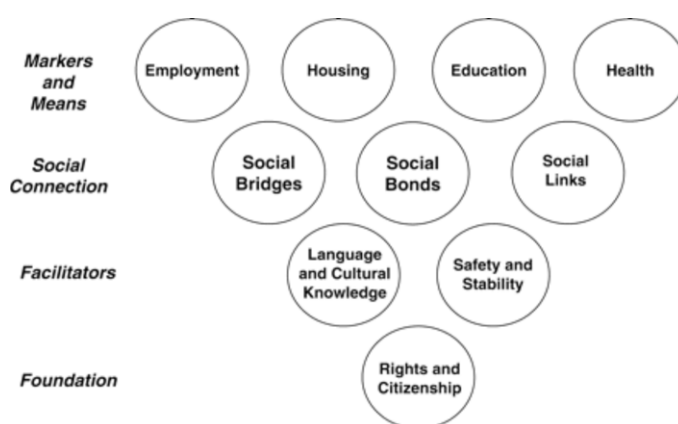 Markers
and
Means
Employment
Housing
Education
Health
Social
Connection
Social
Bridges
Social
Bonds
Social
Links
Facilitators
Language
and Cultural
Knowledge
Safety and
Stability
Foundation
Rights and
Citizenship